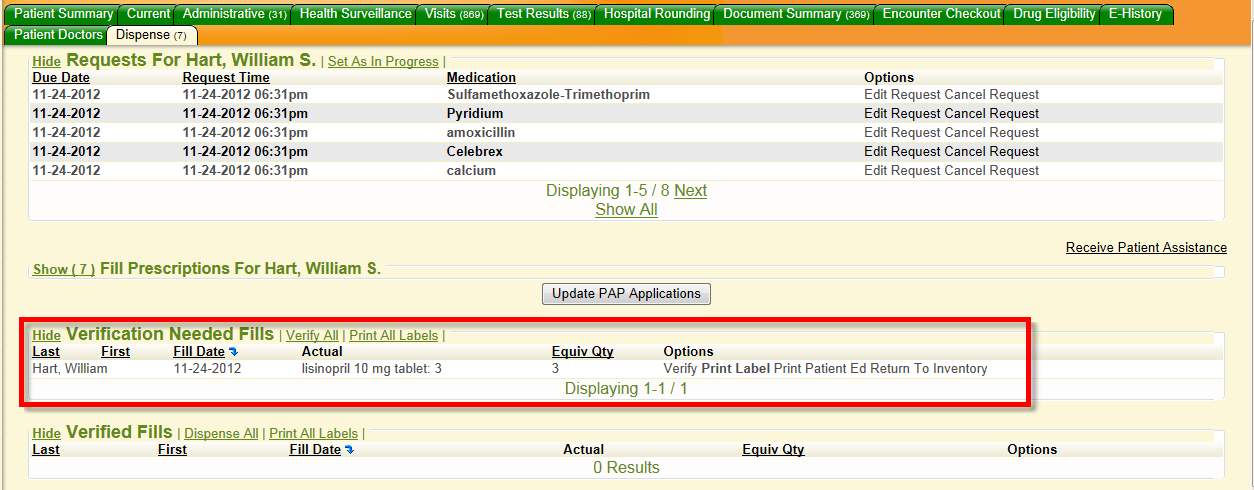 Patient Summary Current Administrative (31) Health Surveillance Visits (869) Test Results (88) Hospital Rounding Document Summary (369) Encounter Checkout Drug Eligibility E-History
Patient Doctors Dispense (7)
Hide Requests For Hart, William S. | Set As In Progress |
Due Date Request Time Medication Options
11-24-2012 11-24-2012 06:31pm Sulfamethoxazole-Trimethoprim Edit Request Cancel Request
11-24-2012 11-24-2012 06:31pm Pyridium Edit Request Cancel Request
11-24-2012 11-24-2012 06:31pm amoxicillin Edit Request Cancel Request
11-24-2012 11-24-2012 06:31pm Celebrex Edit Request Cancel Request
11-24-2012 11-24-2012 06:31pm calcium Edit Request Cancel Request
Displaying 1-5 / 8 Next
Show All
Receive Patient Assistance
Show ( 7 ) Fill Prescriptions For Hart, William S.
Update PAP Applications
Hide Verification Needed Fills | Verify All | Print All Labels |
Last First Fill Date Actual Equiv Qty Options
Hart, William 11-24-2012 lisinopril 10 mg tablet: 3 3 Verify Print Label Print Patient Ed Return To Inventory
Displaying 1-1 / 1
Hide Verified Fills | Dispense All | Print All Labels |
Last First Fill Date Actual Equiv Qty Options
0 Results